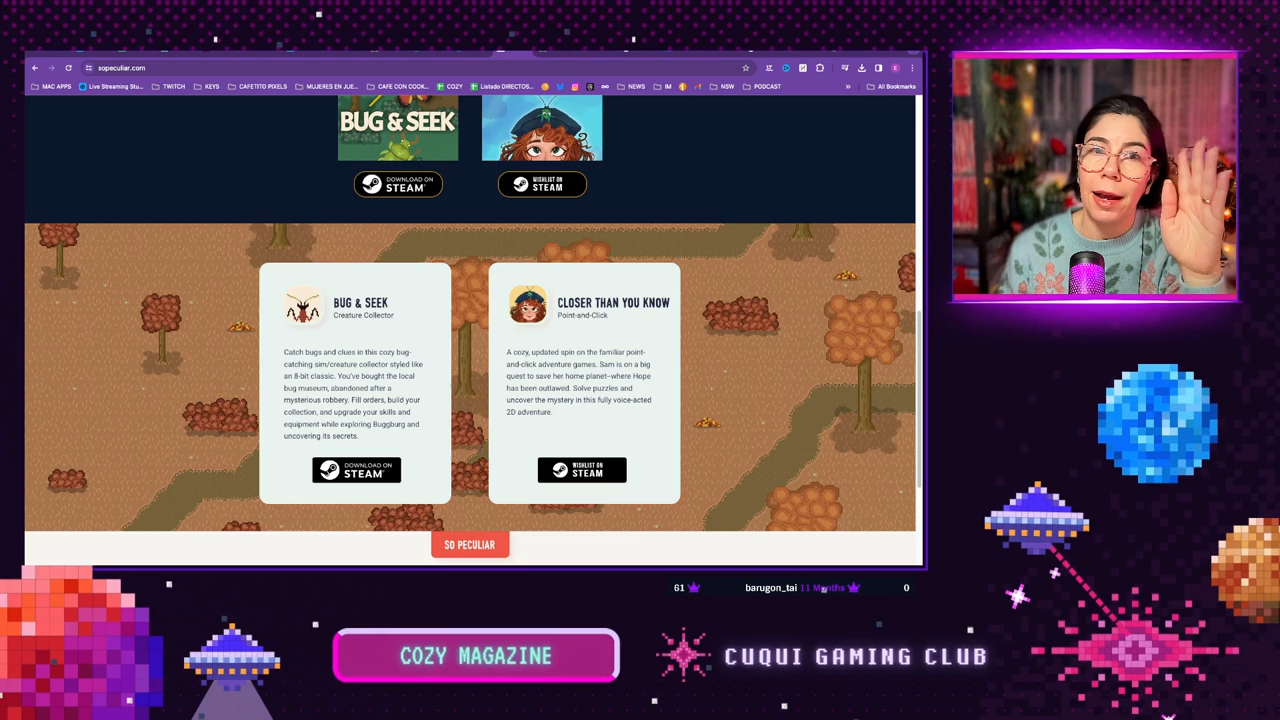 sopeculiar.com
MAC APPS
Live Streaming Stu...
TWITCH
KEYS
CAFETITO PIXELS
MUJERES EN JUE...
CAFE CON COOK...
COZY
Listado DIRECTOS...
NEWS
IM
NSW
PODCAST
»
All Bookmarks
BUG & SEEK
DOWNLOAD ON
STEAM
WISHLIST ON
STEAM
BUG & SEEK
Creature Collector
Catch bugs and clues in this cozy bug-
catching sim/creature collector styled like
an 8-bit classic. You've bought the local
bug museum, abandoned after a
mysterious robbery. Fill orders, build your
collection, and upgrade your skills and
equipment while exploring Buggburg and
uncovering its secrets.
DOWNLOAD ON
STEAM
CLOSER THAN YOU KNOW
Point-and-Click
A cozy, updated spin on the familiar point-
and-click adventure games. Sam is on a big
quest to save her home planet--where Hope
has been outlawed. Solve puzzles and
uncover the mystery in this fully voice-acted
2D adventure.
WISHLIST ON
STEAM
SO PECULIAR
61
barugon_tai 11 Months
0
COZY MAGAZINE
CUQUI GAMING CLUB